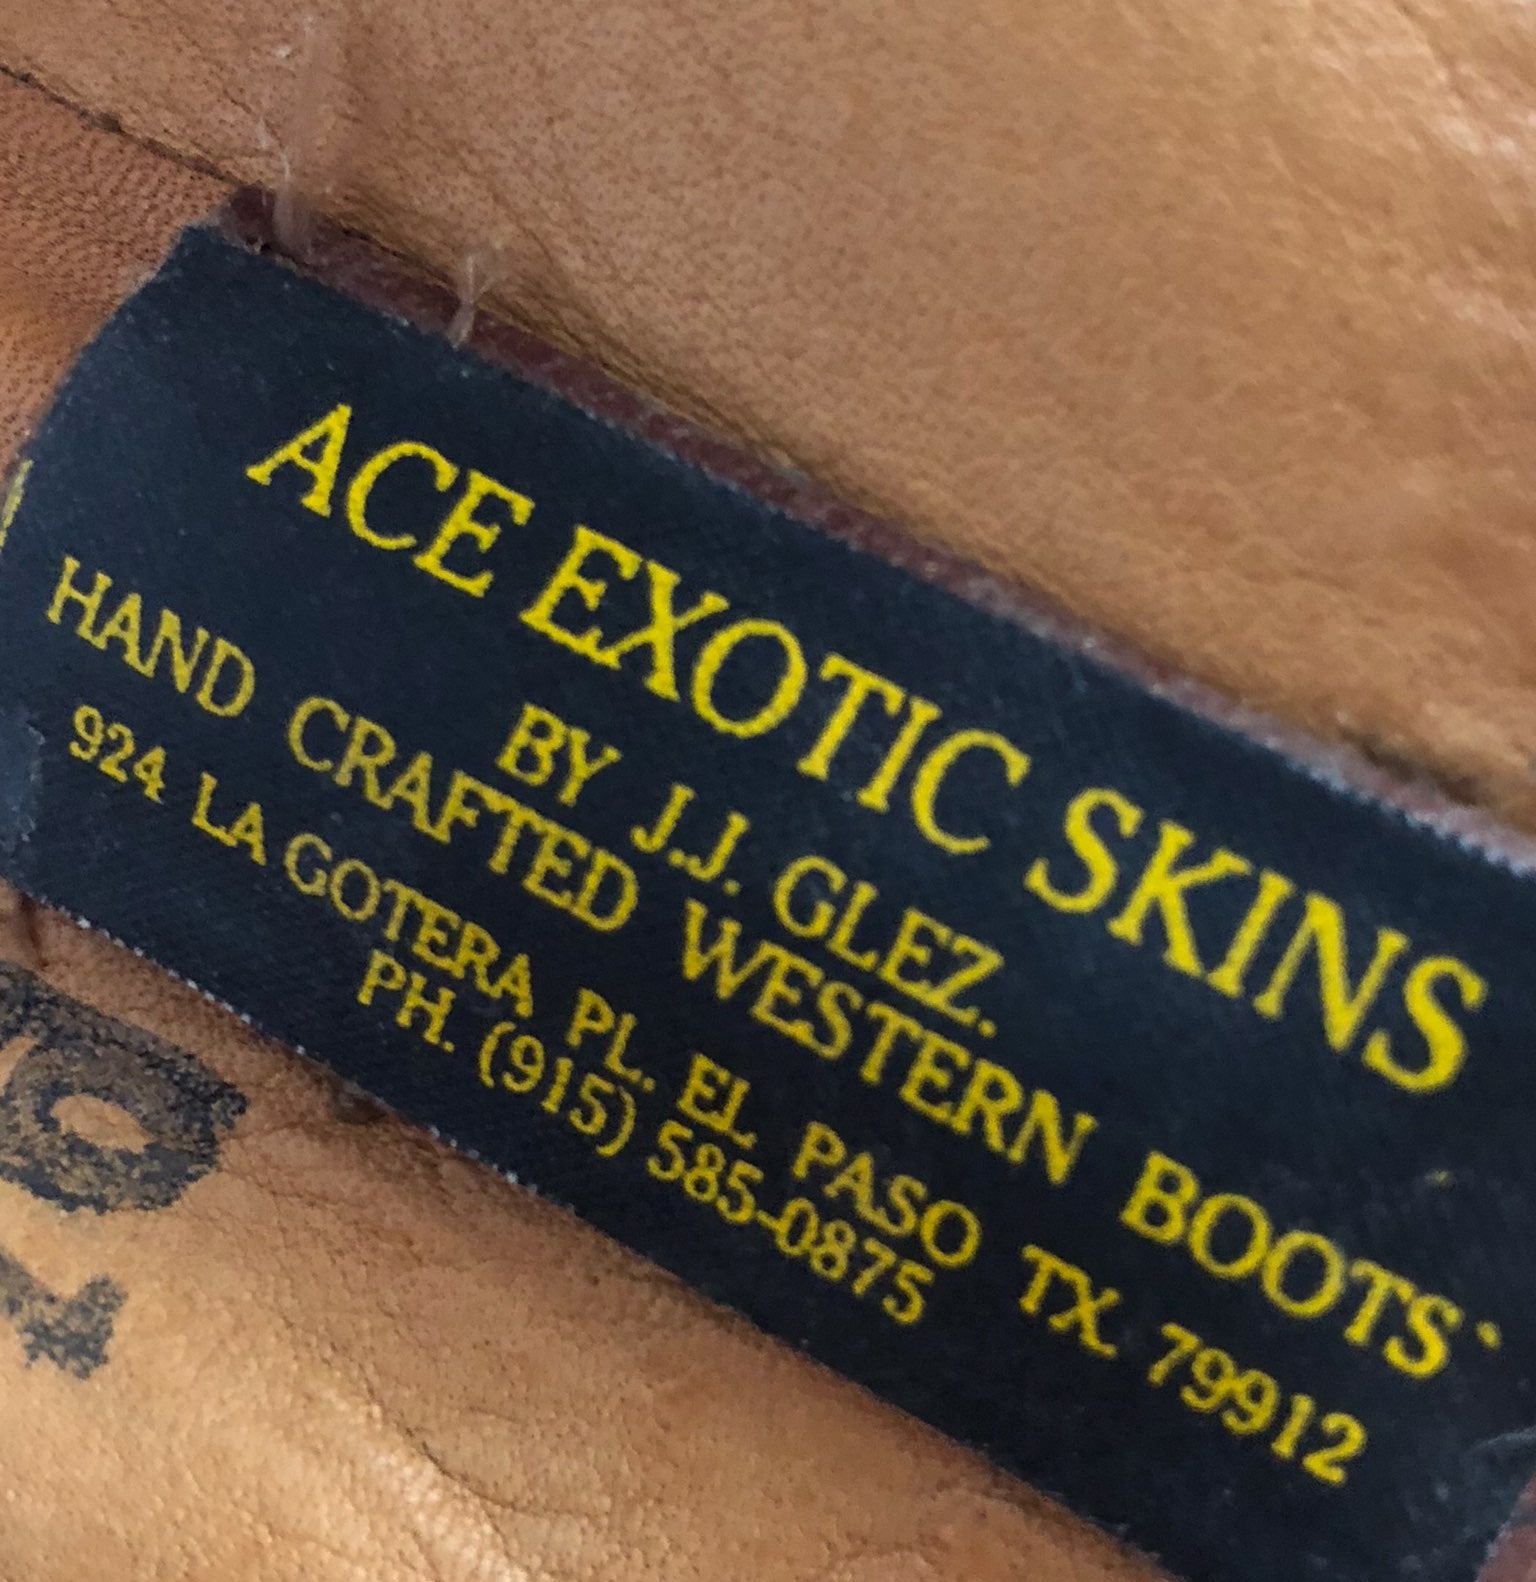 ACE EXOTIC SKINS
BY J.J. GLEZ.
HAND CRAFTED WESTERN BOOTS
924 LA GOTERA PL. EL PASO TX. 79912
PH. (915) 585-0875